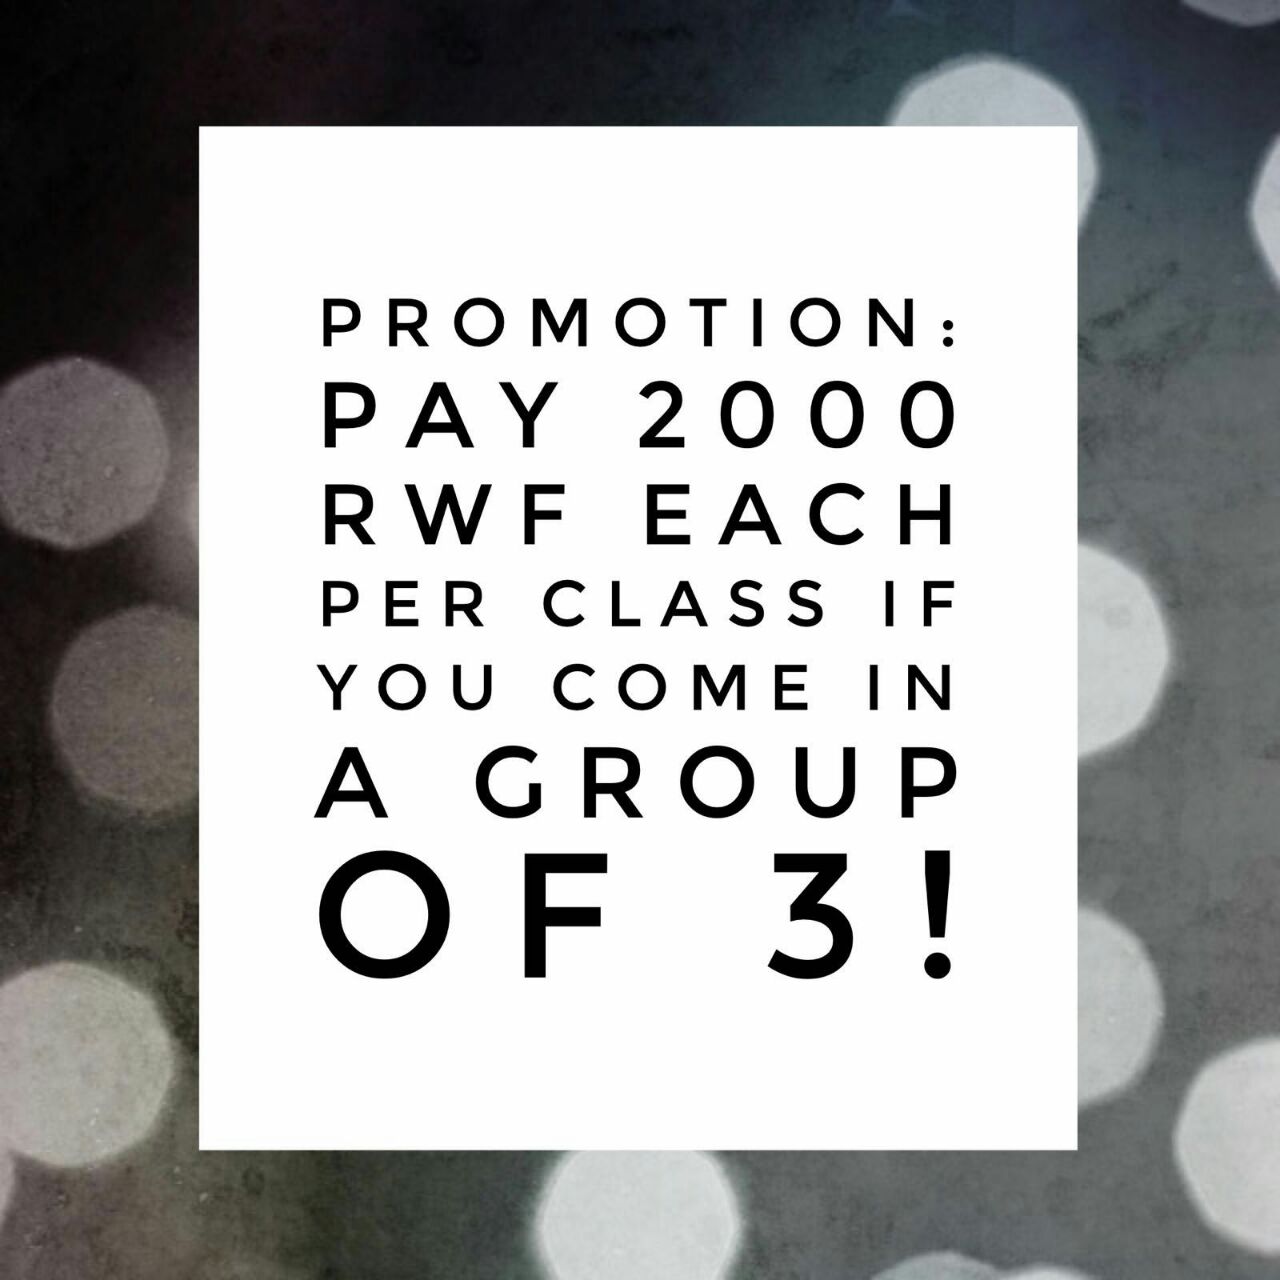 PROMOTION:
PAY 2000
RWF EACH
PER CLASS IF
YOU COME IN
A GROUP
OF 3!